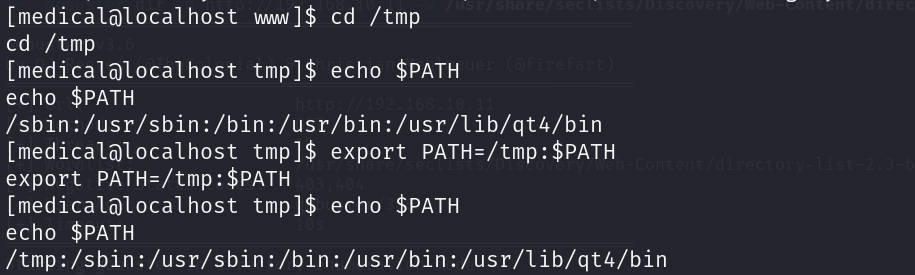 [medical@localhost www]$ cd /tmp
cd /tmp
[medical@localhost tmp]$ echo $PATH
echo $PATH
/sbin:/usr/sbin:/bin:/usr/bin:/usr/lib/qt4/bin
[medical@localhost tmp]$ export PATH=/tmp:$PATH
export PATH=/tmp:$PATH
[medical@localhost tmp]$ echo $PATH
echo $PATH
/tmp:/sbin:/usr/sbin:/bin:/usr/bin:/usr/lib/qt4/bin